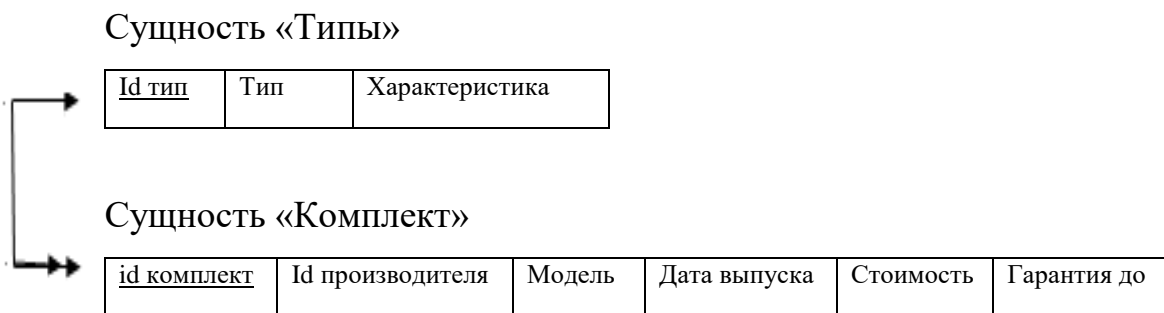 Сущность «Типы»
Id тип Тип Характеристика
Сущность «Комплект»
id комплект Id производителя Модель Дата выпуска Стоимость Гарантия до